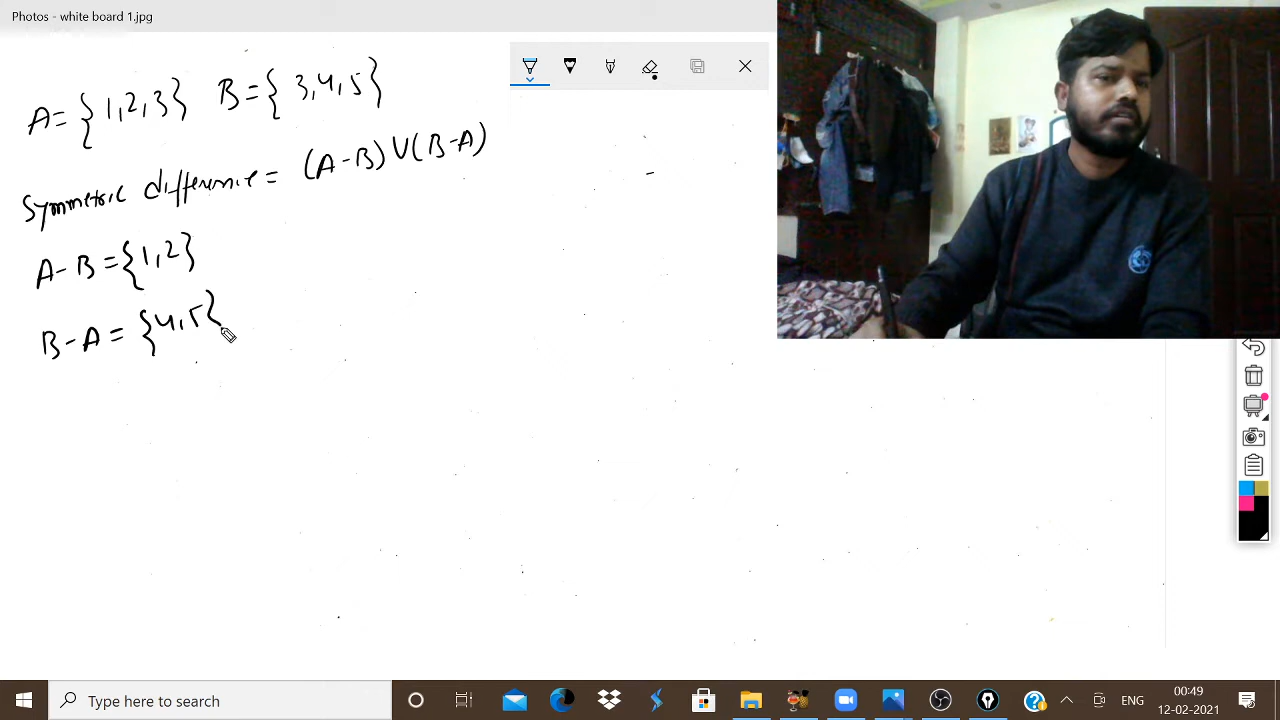 Photos - white board 1.jpg
A = { 1, 2, 3 } B = { 3, 4, 5 }
Symmetric difference = (A - B) U (B - A)
A - B = { 1, 2 }
B - A = { 4, 5 }
Type here to search
ENG
00:49
12-02-2021